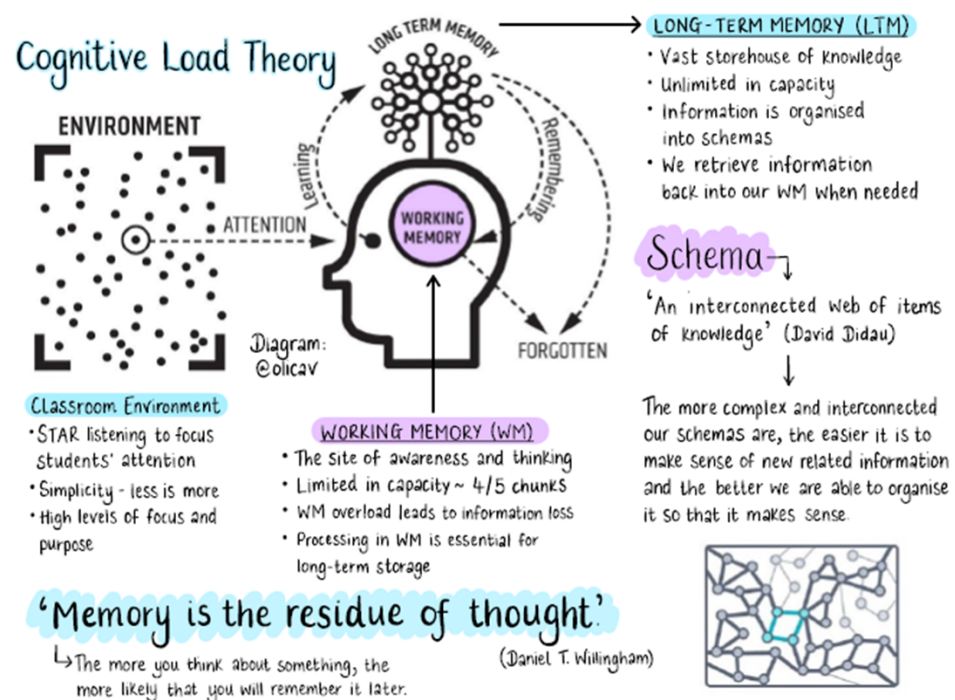 Cognitive Load Theory
ENVIRONMENT
ATTENTION
Learning
LONG TERM MEMORY
Remembering
WORKING
MEMORY
FORGOTTEN
Diagram:
@olicav
LONG-TERM MEMORY (LTM)
• Vast storehouse of knowledge
• Unlimited in capacity
• Information is organised
into schemas
• We retrieve information
back into our WM when needed
Schema
'An interconnected web of items
of knowledge' (David Didau)
The more complex and interconnected
our schemas are, the easier it is to
make sense of new related information
and the better we are able to organise
it so that it makes sense.
Classroom Environment
• STAR listening to focus
students' attention
• Simplicity - less is more
• High levels of focus and
purpose
WORKING MEMORY (WM)
• The site of awareness and thinking
• Limited in capacity ~ 4/5 chunks
• WM overload leads to information loss
• Processing in WM is essential for
long-term storage
'Memory is the residue of thought.'
(Daniel T. Willingham)
The more you think about something, the
more likely that you will remember it later.